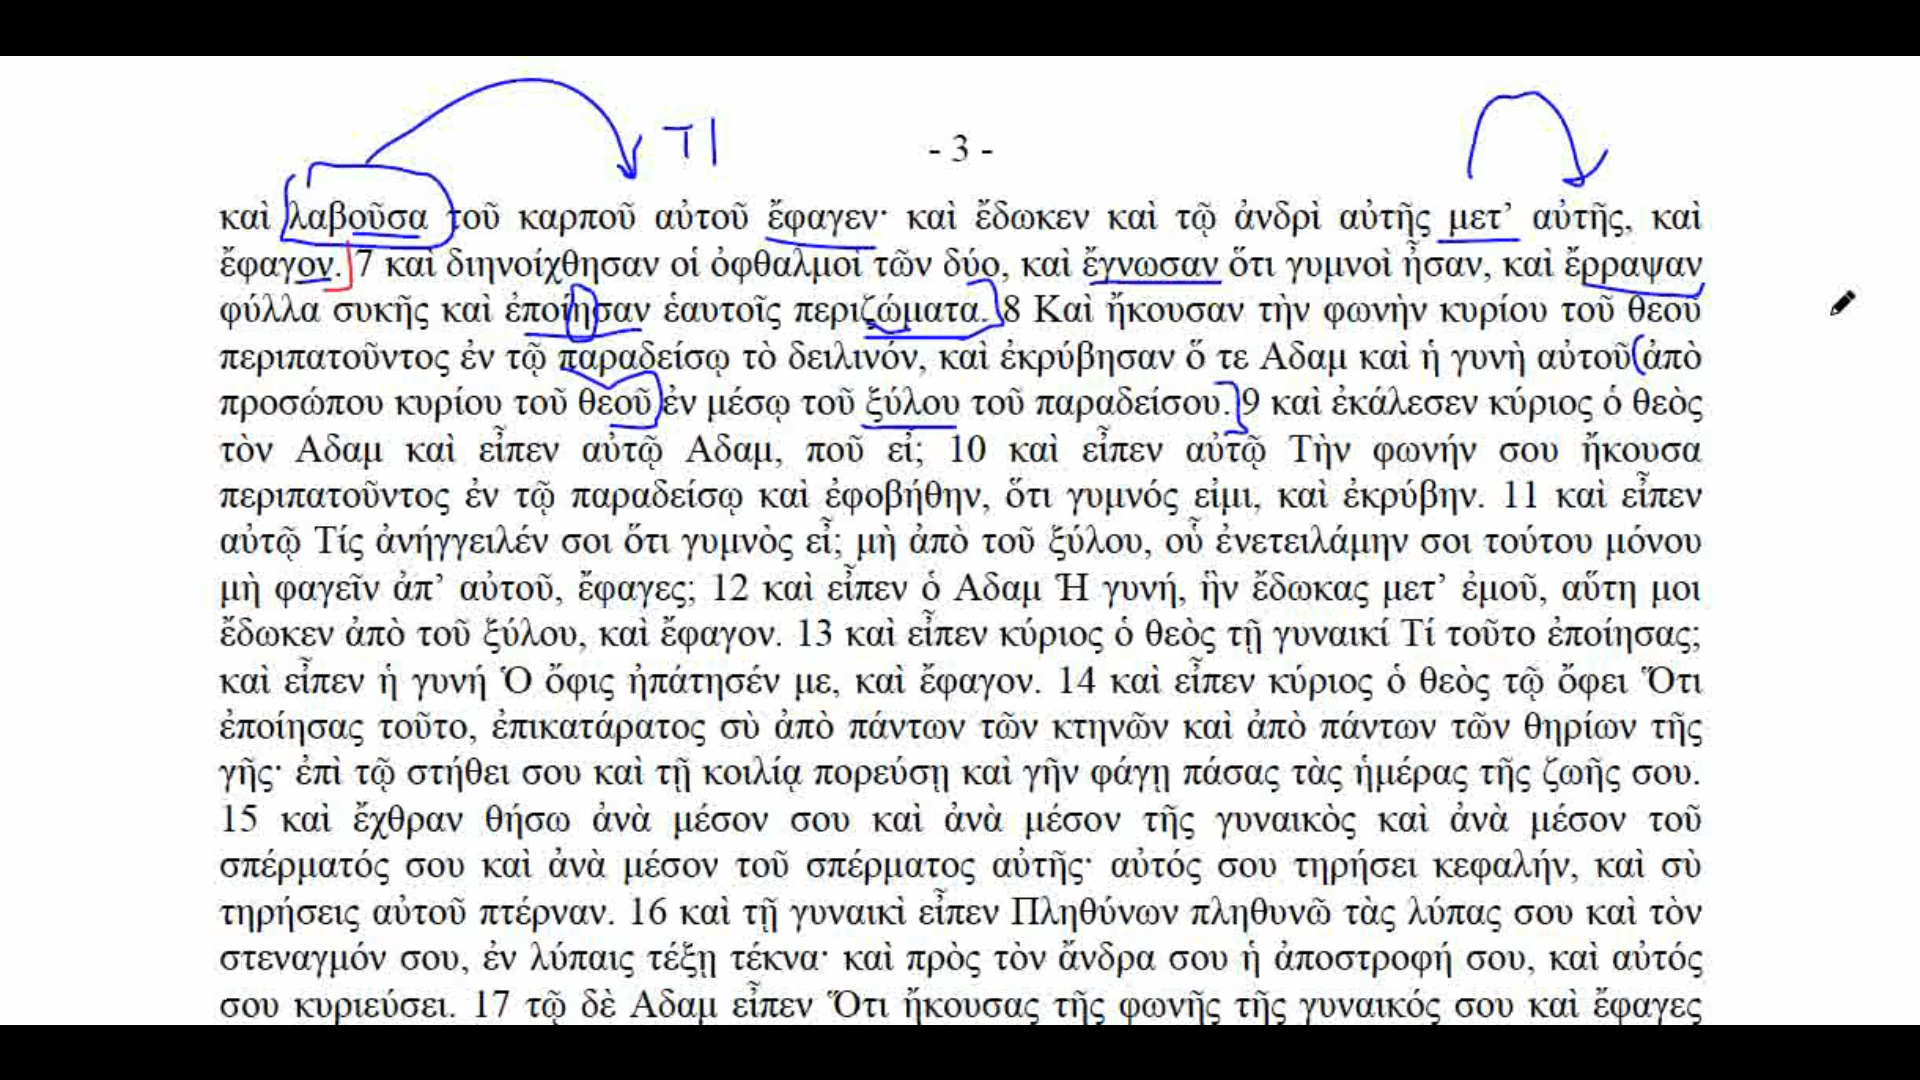 ΤΙ
- 3 -
καὶ λαβοῦσα τοῦ καρποῦ αὐτοῦ ἔφαγεν· καὶ ἔδωκεν καὶ τῷ ἀνδρὶ αὐτῆς μετ’ αὐτῆς, καὶ
ἔφαγον. 7 καὶ διηνοίχθησαν οἱ ὀφθαλμοὶ τῶν δύο, καὶ ἔγνωσαν ὅτι γυμνοὶ ἦσαν, καὶ ἔρραψαν
φύλλα συκῆς καὶ ἐποίησαν ἑαυτοῖς περιζώματα. 8 Καὶ ἤκουσαν τὴν φωνὴν κυρίου τοῦ θεοῦ
περιπατοῦντος ἐν τῷ παραδείσῳ τὸ δειλινόν, καὶ ἐκρύβησαν ὅ τε Αδαμ καὶ ἡ γυνὴ αὐτοῦ ἀπὸ
προσώπου κυρίου τοῦ θεοῦ ἐν μέσῳ τοῦ ξύλου τοῦ παραδείσου. 9 καὶ ἐκάλεσεν κύριος ὁ θεὸς
τὸν Αδαμ καὶ εἶπεν αὐτῷ Αδαμ, ποῦ εἶ; 10 καὶ εἶπεν αὐτῷ Τὴν φωνήν σου ἤκουσα
περιπατοῦντος ἐν τῷ παραδείσῳ καὶ ἐφοβήθην, ὅτι γυμνός εἰμι, καὶ ἐκρύβην. 11 καὶ εἶπεν
αὐτῷ Τίς ἀνήγγειλέν σοι ὅτι γυμνὸς εἶ; μὴ ἀπὸ τοῦ ξύλου, οὗ ἐνετειλάμην σοι τούτου μόνου
μὴ φαγεῖν ἀπ’ αὐτοῦ, ἔφαγες; 12 καὶ εἶπεν ὁ Αδαμ Ἡ γυνή, ἣν ἔδωκας μετ’ ἐμοῦ, αὕτη μοι
ἔδωκεν ἀπὸ τοῦ ξύλου, καὶ ἔφαγον. 13 καὶ εἶπεν κύριος ὁ θεὸς τῇ γυναικί Τί τοῦτο ἐποίησας;
καὶ εἶπεν ἡ γυνή Ὁ ὄφις ἠπάτησέν με, καὶ ἔφαγον. 14 καὶ εἶπεν κύριος ὁ θεὸς τῷ ὄφει Ὅτι
ἐποίησας τοῦτο, ἐπικατάρατος σὺ ἀπὸ πάντων τῶν κτηνῶν καὶ ἀπὸ πάντων τῶν θηρίων τῆς
γῆς· ἐπὶ τῷ στήθει σου καὶ τῇ κοιλίᾳ πορεύσῃ καὶ γῆν φάγῃ πάσας τὰς ἡμέρας τῆς ζωῆς σου.
15 καὶ ἔχθραν θήσω ἀνὰ μέσον σου καὶ ἀνὰ μέσον τῆς γυναικὸς καὶ ἀνὰ μέσον τοῦ
σπέρματός σου καὶ ἀνὰ μέσον τοῦ σπέρματος αὐτῆς· αὐτός σου τηρήσει κεφαλήν, καὶ σὺ
τηρήσεις αὐτοῦ πτέρναν. 16 καὶ τῇ γυναικὶ εἶπεν Πληθύνων πληθυνῶ τὰς λύπας σου καὶ τὸν
στεναγμόν σου, ἐν λύπαις τέξῃ τέκνα· καὶ πρὸς τὸν ἄνδρα σου ἡ ἀποστροφή σου, καὶ αὐτός
σου κυριεύσει. 17 τῷ δὲ Αδαμ εἶπεν Ὅτι ἤκουσας τῆς φωνῆς τῆς γυναικός σου καὶ ἔφαγες